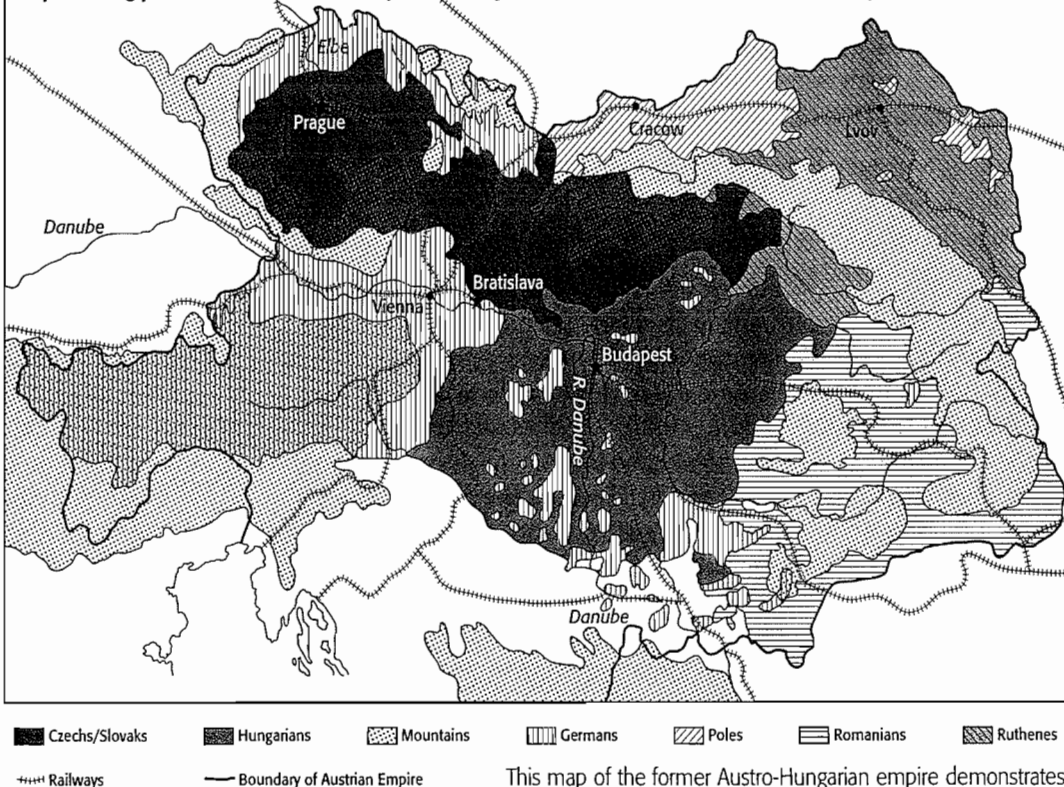 Elbe
Prague
Cracow
Lvov
Danube
Bratislava
Vienna
Budapest
R. Danube
Danube
Czechs/Slovaks
Hungarians
Mountains
Germans
Poles
Romanians
Ruthenes
Railways
Boundary of Austrian Empire
This map of the former Austro-Hungarian empire demonstrates